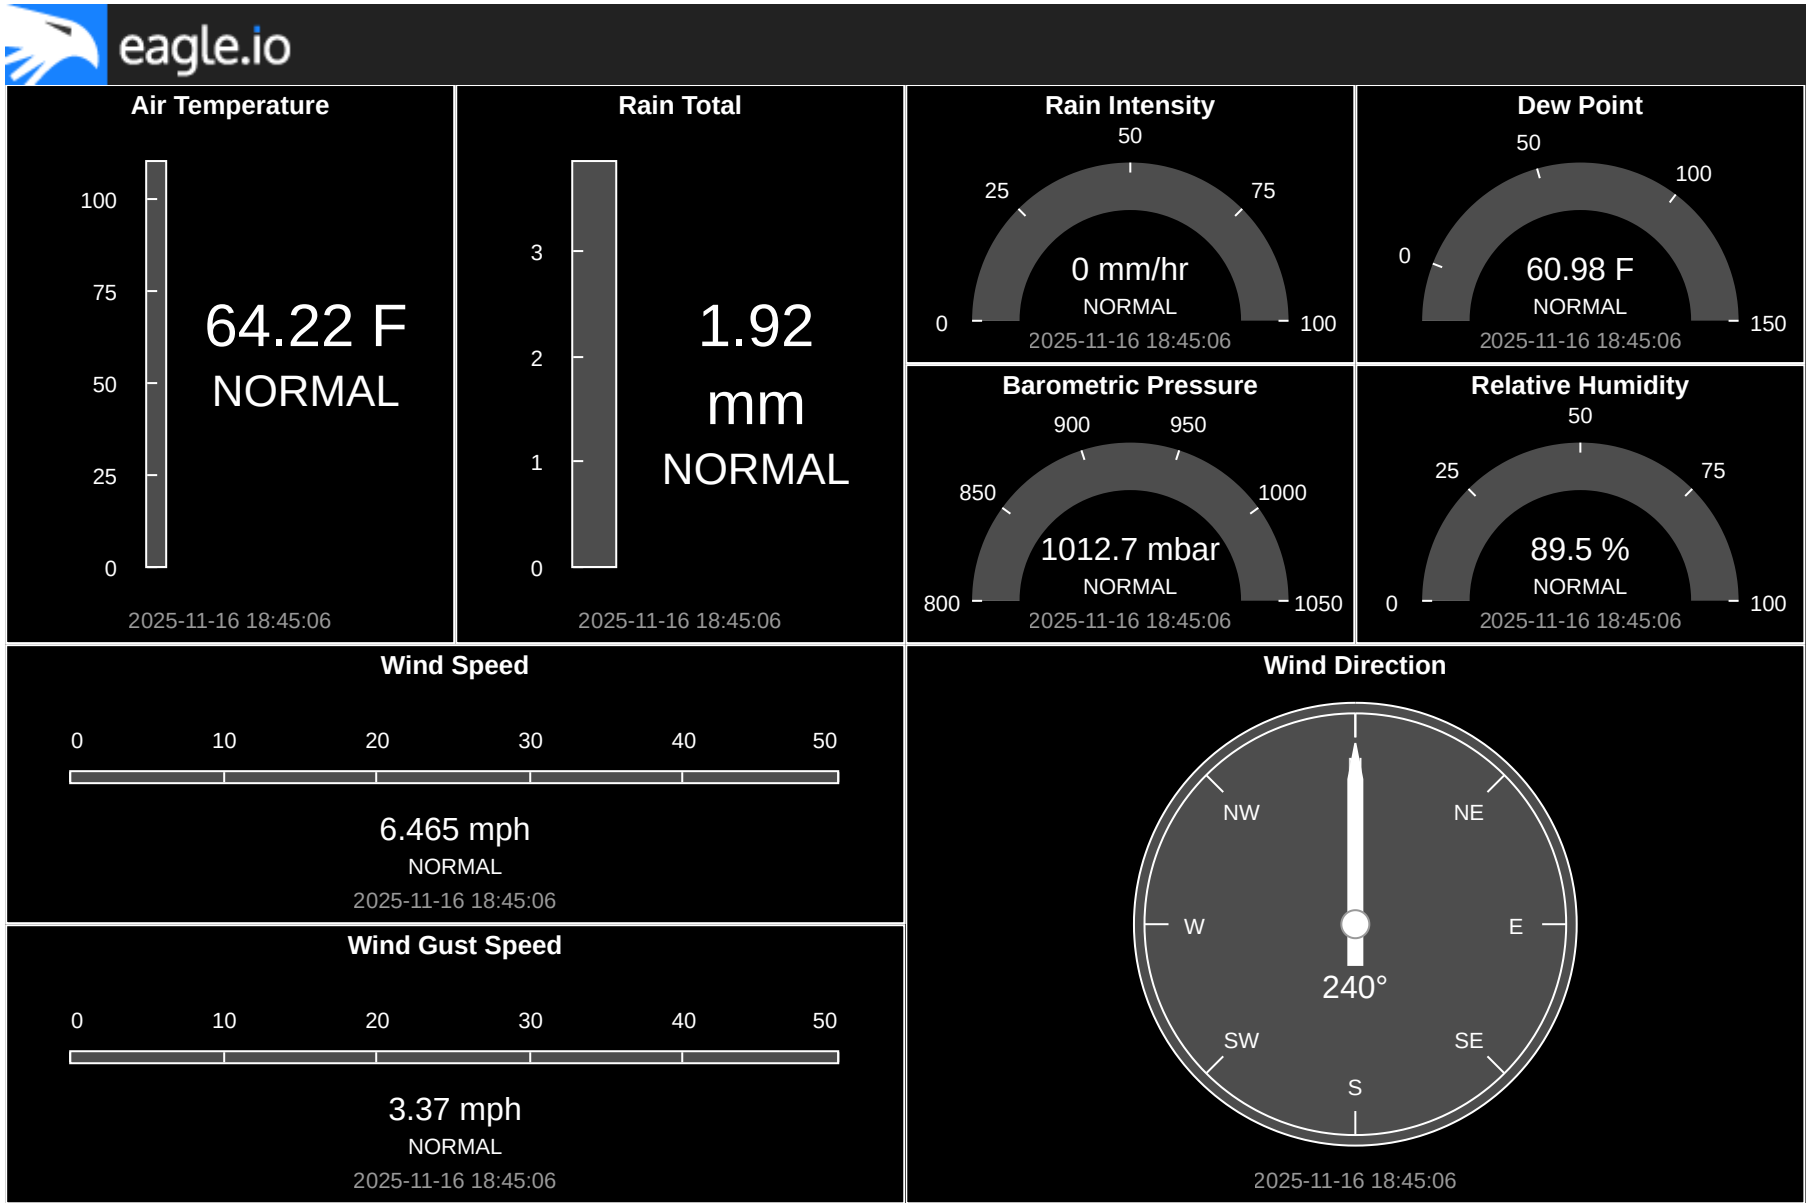 eagle.io
Air Temperature
100
75
50
25
0
64.22 F
NORMAL
2025-11-16 18:45:06
Rain Total
3
2
1
0
1.92
mm
NORMAL
2025-11-16 18:45:06
Rain Intensity
0
25
50
75
100
0 mm/hr
NORMAL
2025-11-16 18:45:06
Dew Point
0
50
100
150
60.98 F
NORMAL
2025-11-16 18:45:06
Barometric Pressure
800
850
900
950
1000
1050
1012.7 mbar
NORMAL
2025-11-16 18:45:06
Relative Humidity
0
25
50
75
100
89.5 %
NORMAL
2025-11-16 18:45:06
Wind Speed
0 10 20 30 40 50
6.465 mph
NORMAL
2025-11-16 18:45:06
Wind Gust Speed
0 10 20 30 40 50
3.37 mph
NORMAL
2025-11-16 18:45:06
Wind Direction
NW NE
W E
240°
SW SE
S
2025-11-16 18:45:06